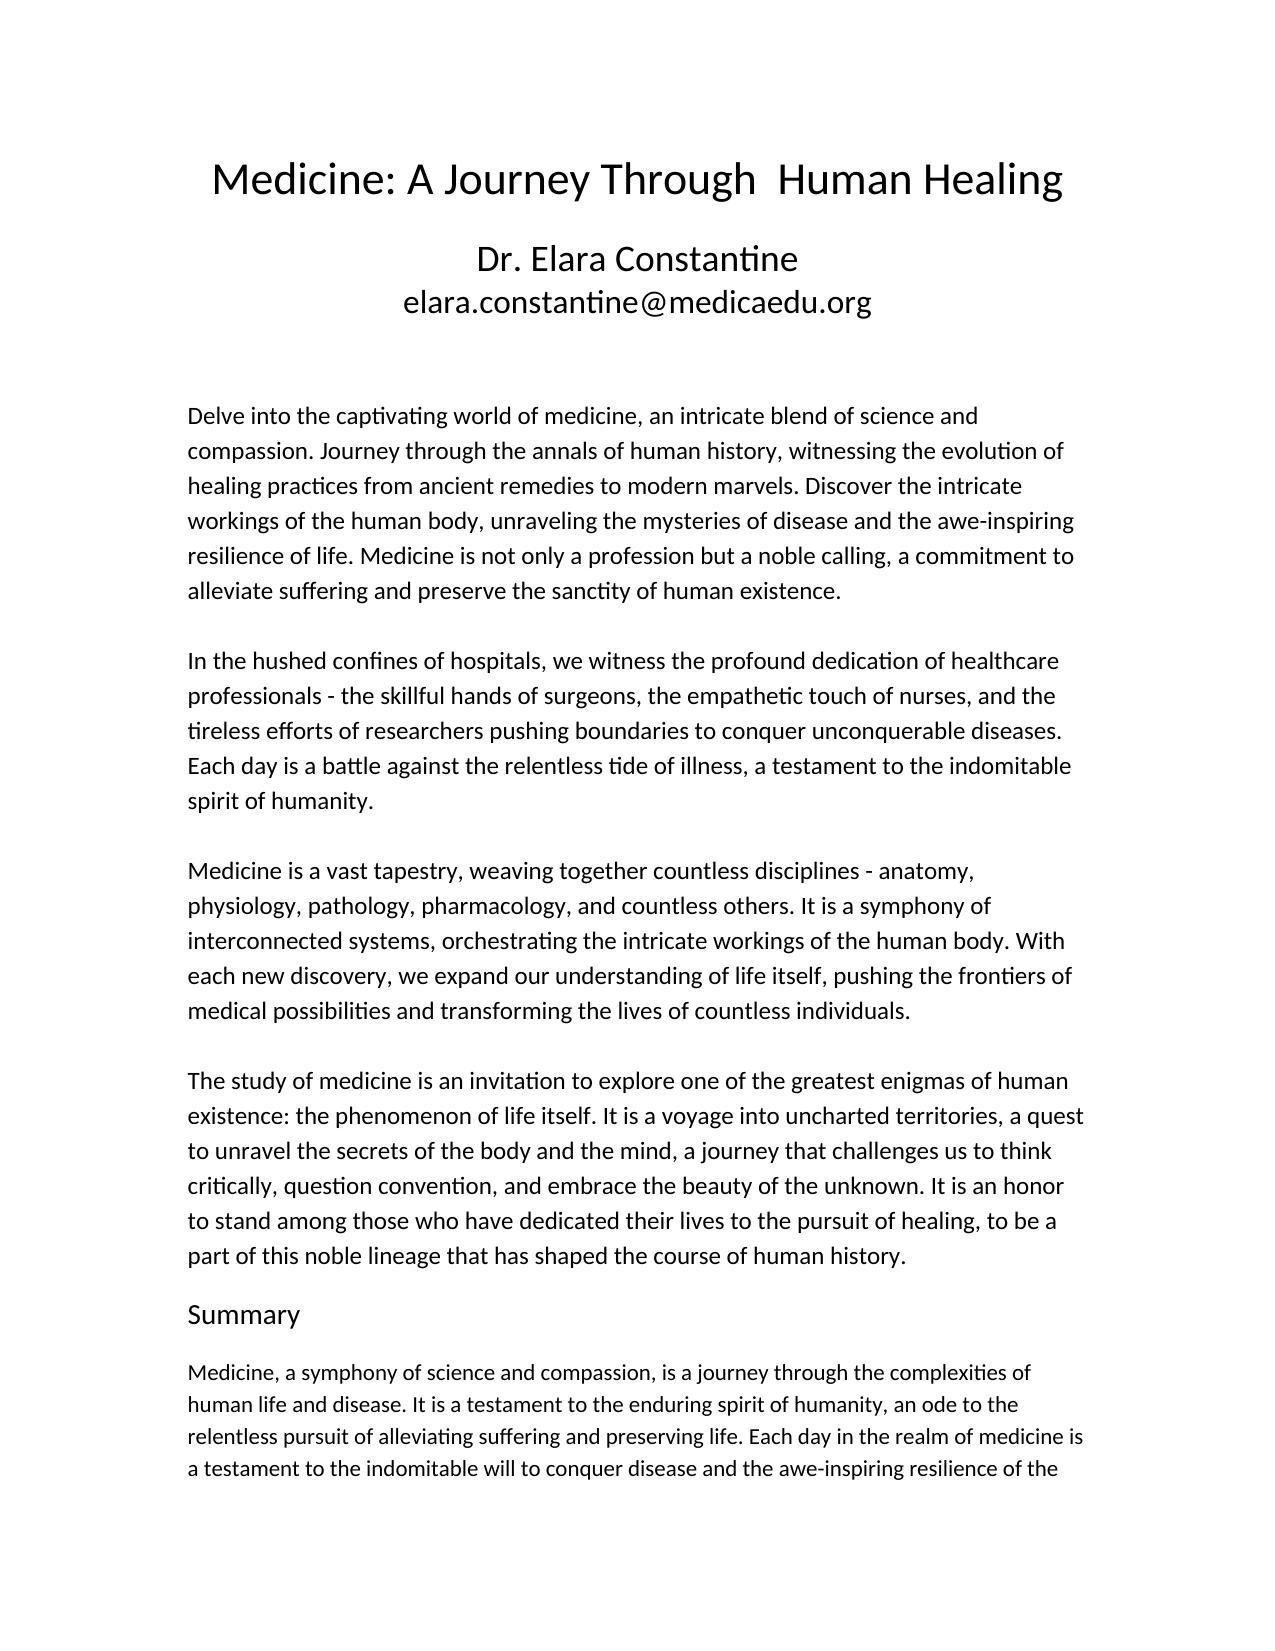 Medicine: A Journey Through  Human Healing
Dr. Elara Constantine
elara.constantine@medicaedu.org
Delve into the captivating world of medicine, an intricate blend of science and
compassion. Journey through the annals of human history, witnessing the evolution of
healing practices from ancient remedies to modern marvels. Discover the intricate
workings of the human body, unraveling the mysteries of disease and the awe-inspiring
resilience of life. Medicine is not only a profession but a noble calling, a commitment to
alleviate suffering and preserve the sanctity of human existence.
In the hushed confines of hospitals, we witness the profound dedication of healthcare
professionals - the skillful hands of surgeons, the empathetic touch of nurses, and the
tireless efforts of researchers pushing boundaries to conquer unconquerable diseases.
Each day is a battle against the relentless tide of illness, a testament to the indomitable
spirit of humanity.
Medicine is a vast tapestry, weaving together countless disciplines - anatomy,
physiology, pathology, pharmacology, and countless others. It is a symphony of
interconnected systems, orchestrating the intricate workings of the human body. With
each new discovery, we expand our understanding of life itself, pushing the frontiers of
medical possibilities and transforming the lives of countless individuals.
The study of medicine is an invitation to explore one of the greatest enigmas of human
existence: the phenomenon of life itself. It is a voyage into uncharted territories, a quest
to unravel the secrets of the body and the mind, a journey that challenges us to think
critically, question convention, and embrace the beauty of the unknown. It is an honor
to stand among those who have dedicated their lives to the pursuit of healing, to be a
part of this noble lineage that has shaped the course of human history.
Summary
Medicine, a symphony of science and compassion, is a journey through the complexities of
human life and disease. It is a testament to the enduring spirit of humanity, an ode to the
relentless pursuit of alleviating suffering and preserving life. Each day in the realm of medicine is
a testament to the indomitable will to conquer disease and the awe-inspiring resilience of the